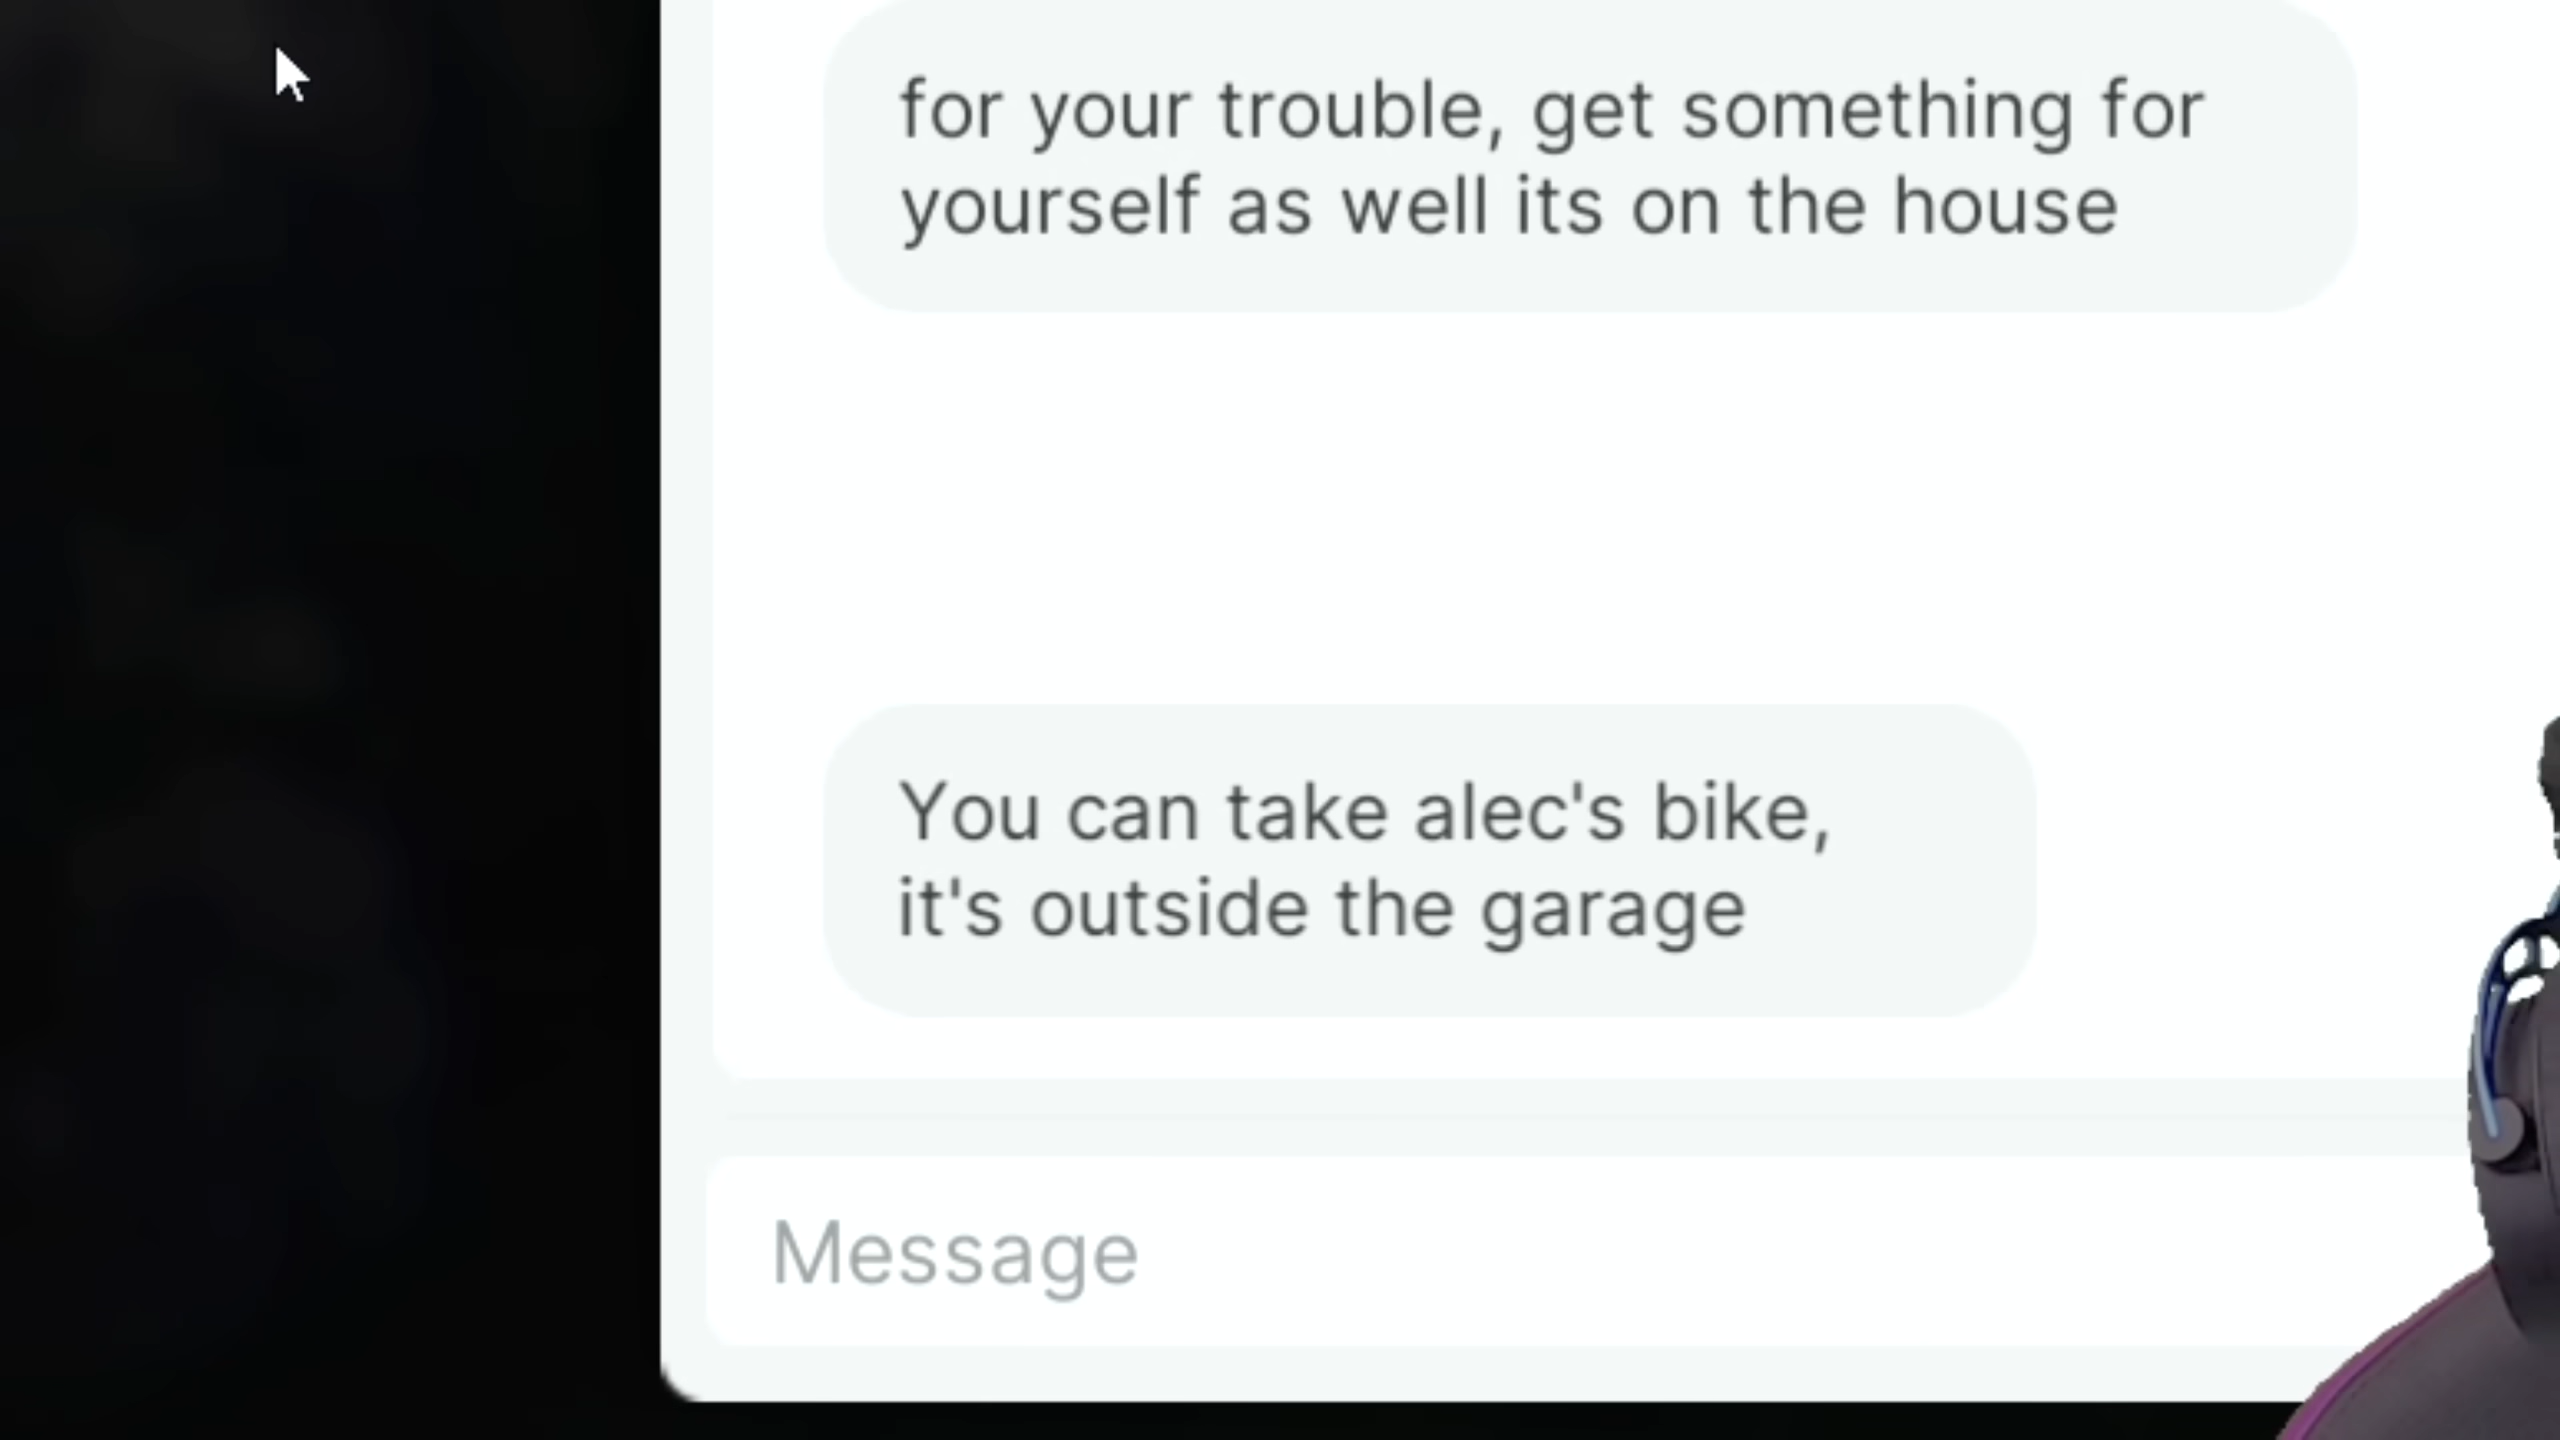 for your trouble, get something for
yourself as well its on the house
You can take alec's bike,
it's outside the garage
Message